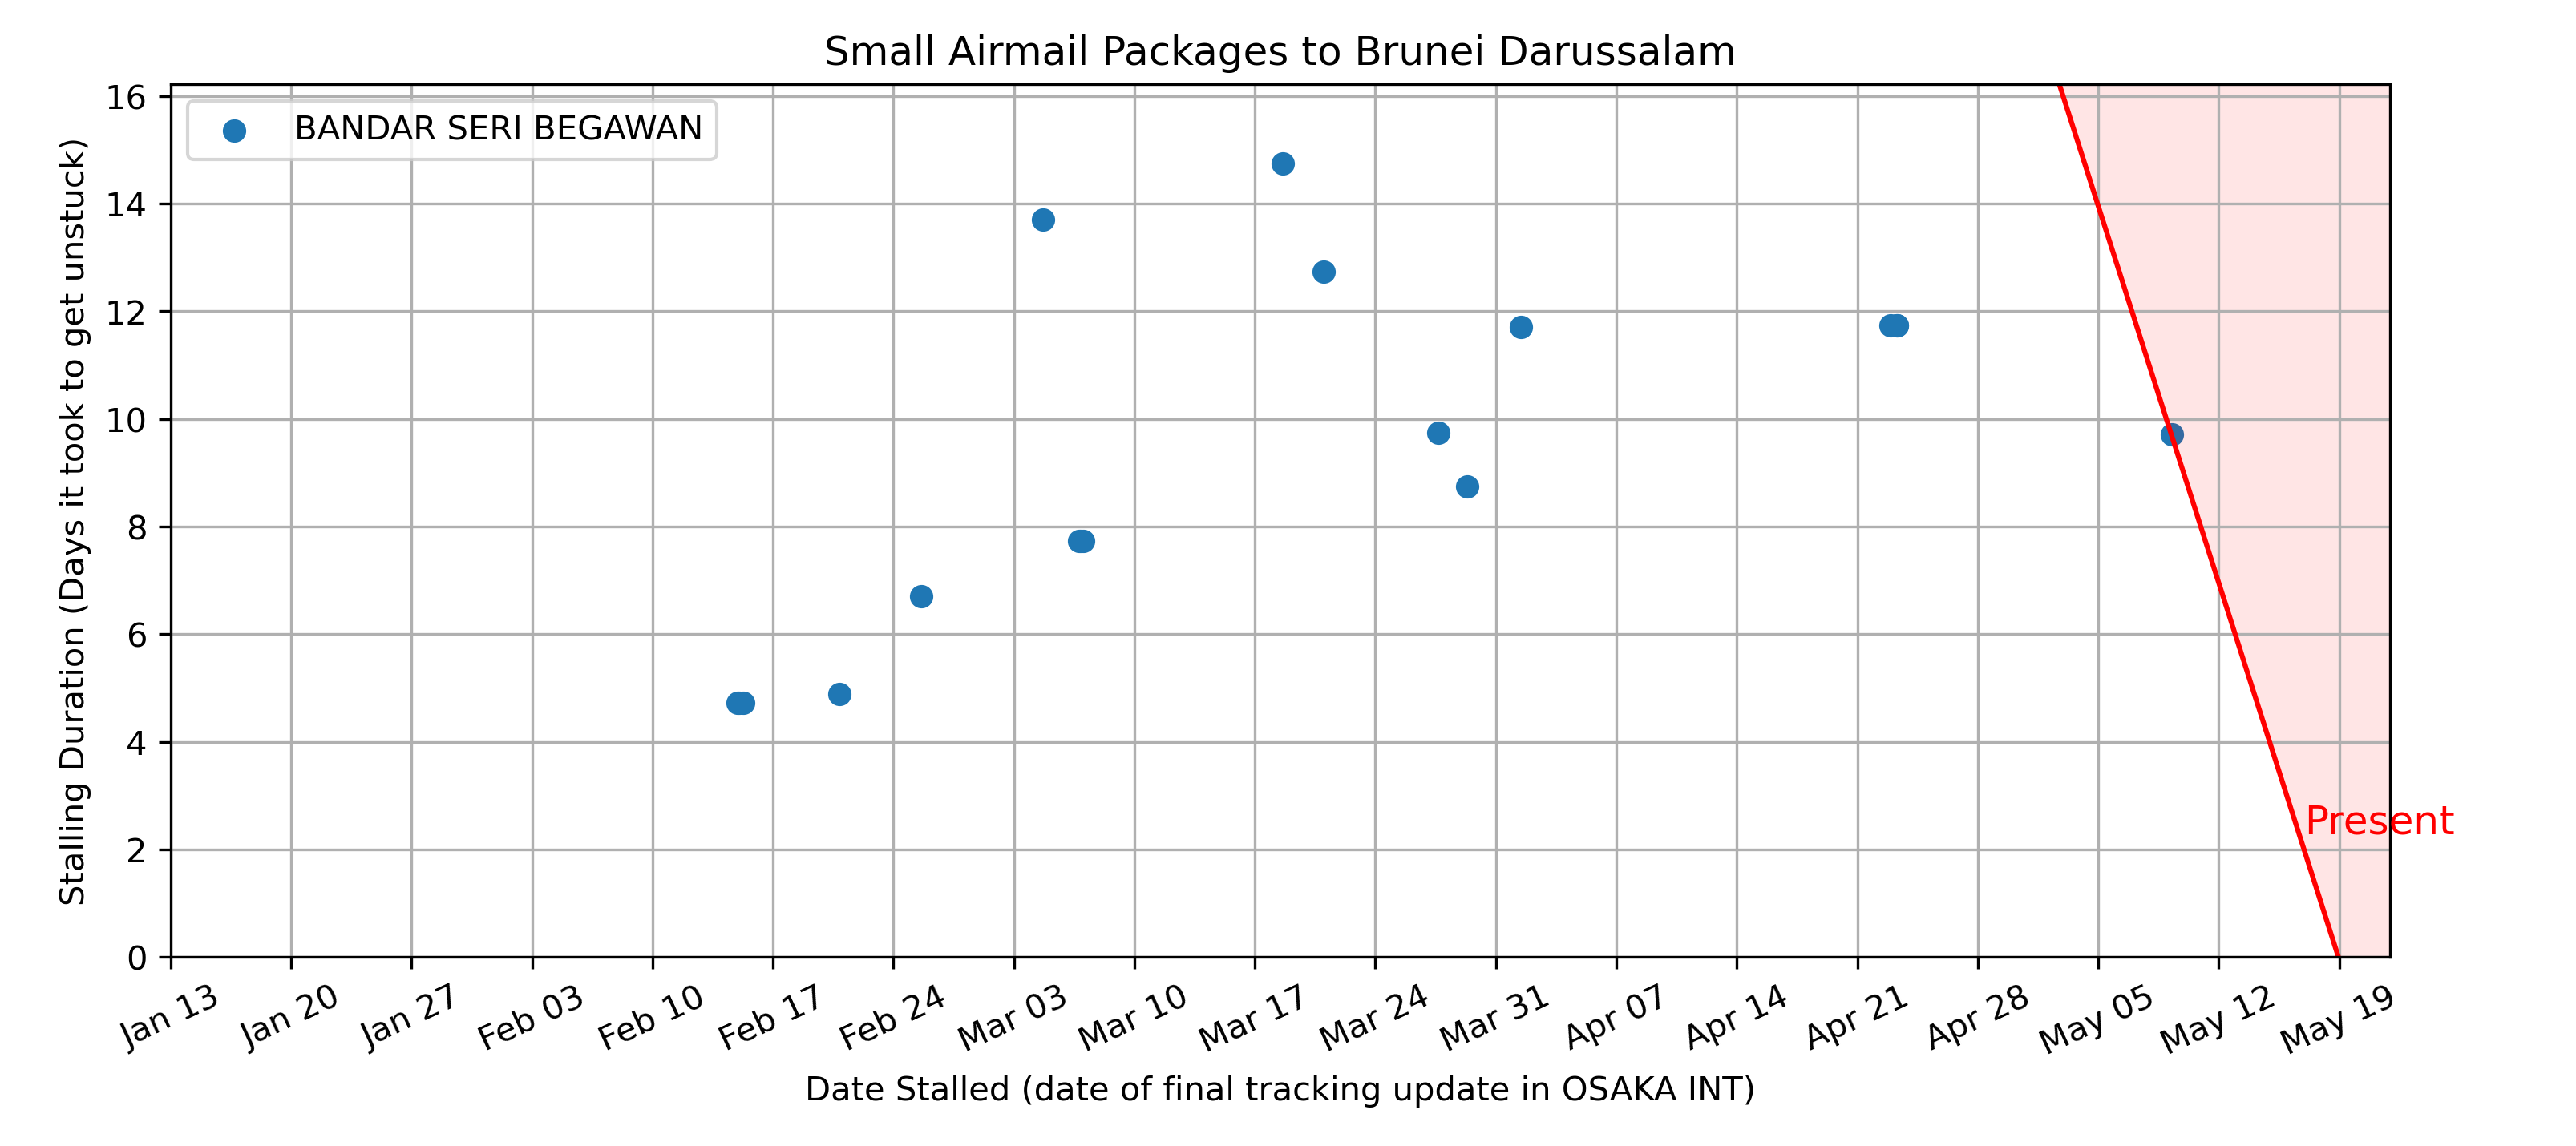 Small Airmail Packages to Brunei Darussalam
BANDAR SERI BEGAWAN
Stalling Duration (Days it took to get unstuck)
16
14
12
10
8
6
4
2
0
Present
Jan 13 Jan 20 Jan 27 Feb 03 Feb 10 Feb 17 Feb 24 Mar 03 Mar 10 Mar 17 Mar 24 Mar 31 Apr 07 Apr 14 Apr 21 Apr 28 May 05 May 12 May 19
Date Stalled (date of final tracking update in OSAKA INT)